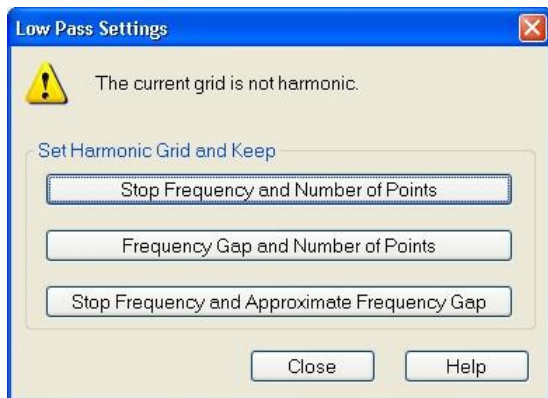 Low Pass Settings
The current grid is not harmonic.
Set Harmonic Grid and Keep
Stop Frequency and Number of Points
Frequency Gap and Number of Points
Stop Frequency and Approximate Frequency Gap
Close Help